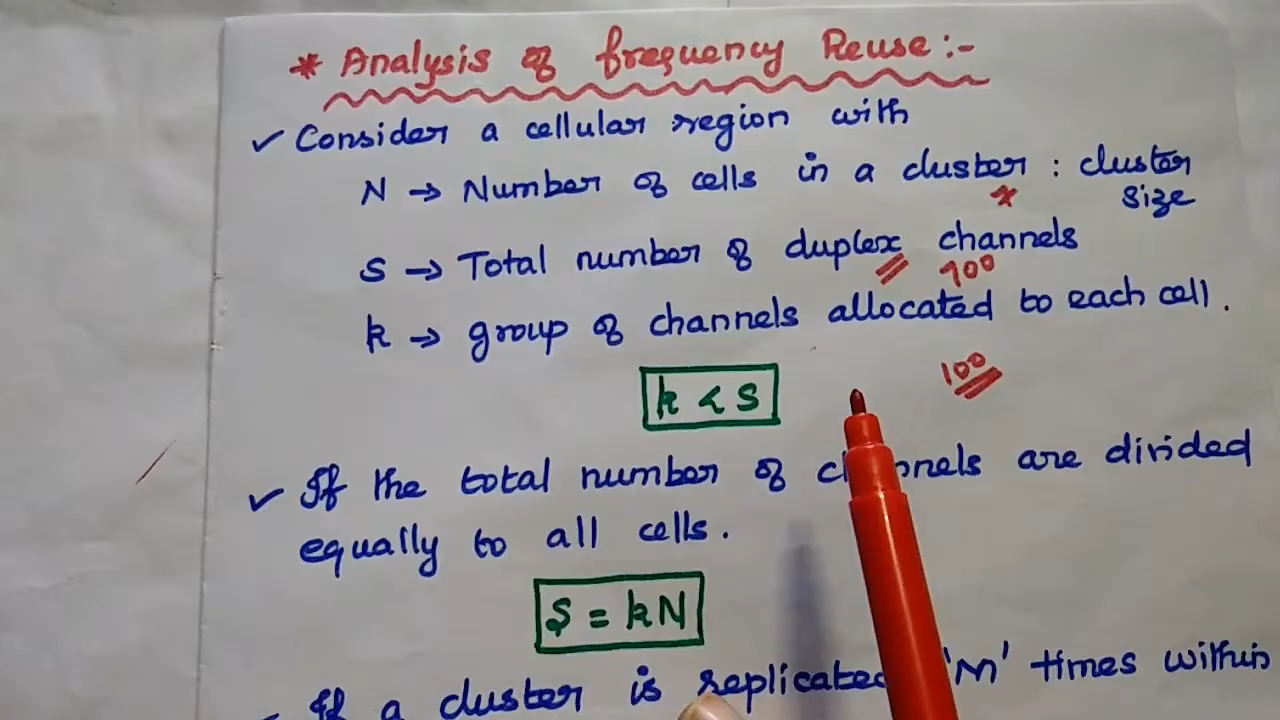 * Analysis of frequency Reuse:-
✓ Consider a cellular region with
N → Number of cells in a cluster : cluster size
S → Total number of duplex channels
700
k → group of channels allocated to each cell.
100
k < S
✓ If the total number of channels are divided
equally to all cells.
S = kN
✓ If a cluster is replicated 'M' times within